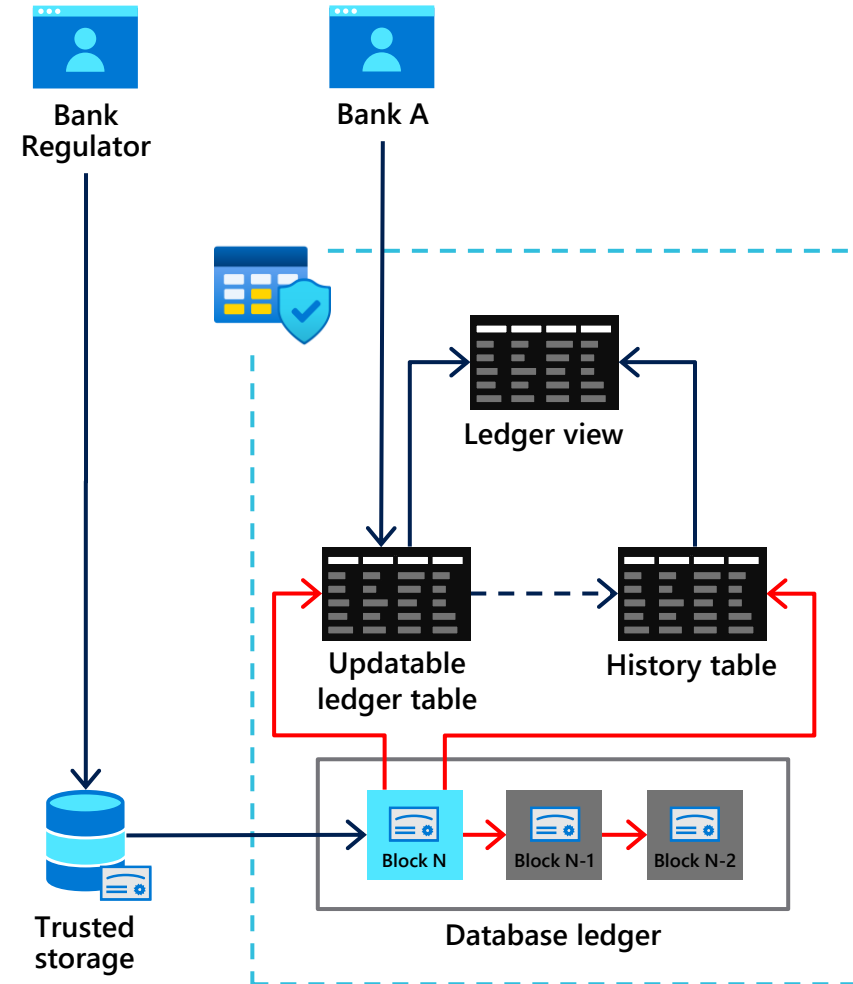 Bank
Regulator
Bank A
Ledger view
Updatable
ledger table
History table
Block N
Block N-1
Block N-2
Database ledger
Trusted
storage